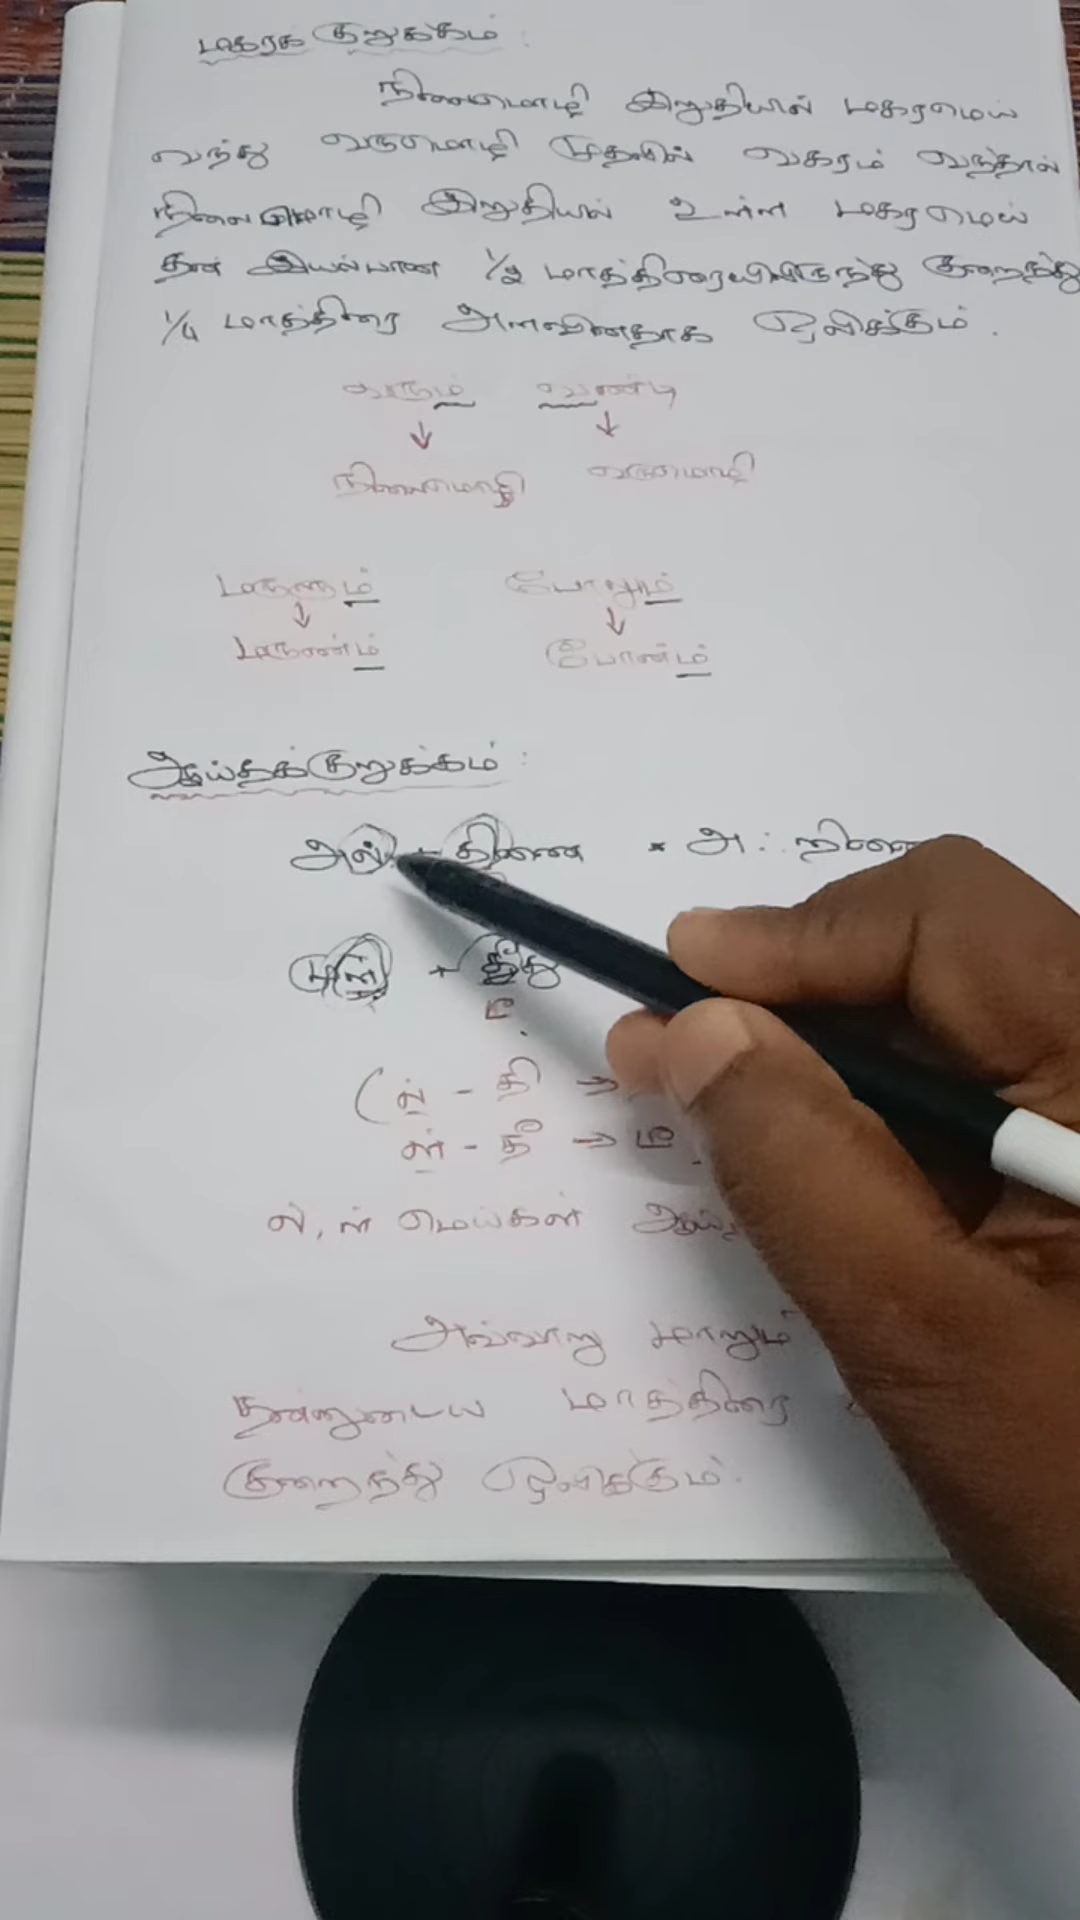 மகரக குறுக்கம் :
நிலைமொழி இறுதியில் மகரமெய்
வந்து வருமொழி முதலில் வகரம் வந்தால்
நிலைமொழி இறுதியில் உள்ள மகரமெய்
தன் இயல்பான 1/2 மாத்திரையிலிருந்து குறைந்து
1/4 மாத்திரை அளவினதாக ஒலிக்கும்.
வரும் வண்டி
நிலைமொழி வருமொழி
மருளும் போலும்
மருண்ம் போன்ம்
ஆய்தக்குறுக்கம் :
அல் + திணை × அஃறிணை
முள் + தீது
(ல் - தி →
ள் - தீ →
ல், ள் மெய்கள்
அவ்வாறு மாறும்
தன்னுடைய மாத்திரை
குறைந்து ஒலிக்கும்.